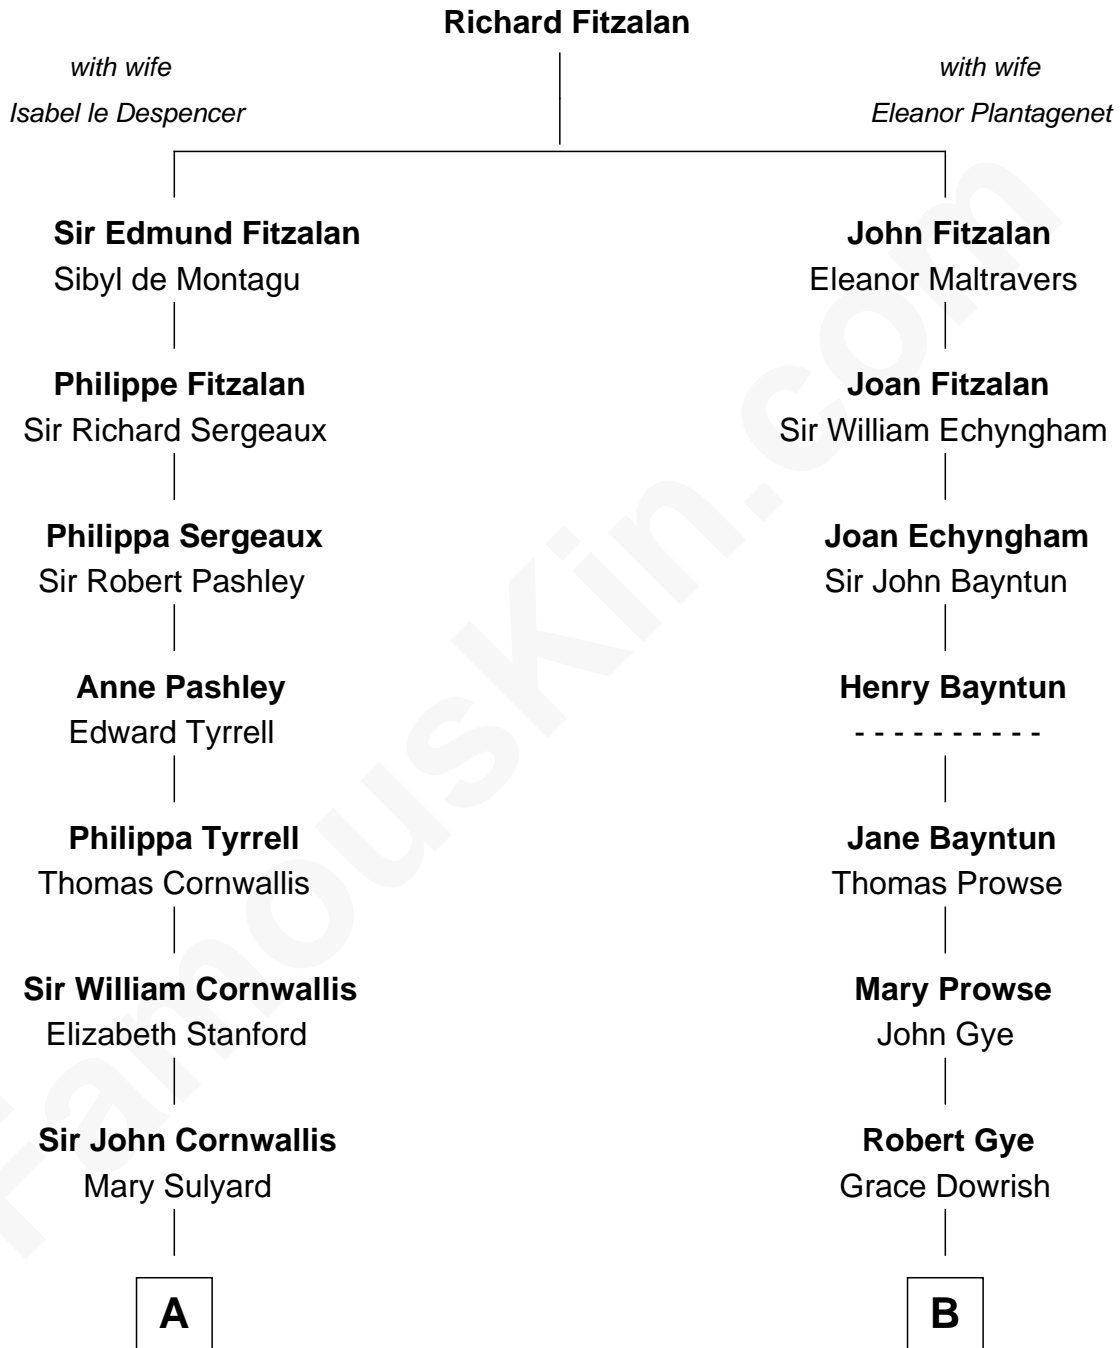 Richard Fitzalan
with wife
Isabel le Despencer
with wife
Eleanor Plantagenet
Sir Edmund Fitzalan
Sibyl de Montagu
John Fitzalan
Eleanor Maltravers
Philippe Fitzalan
Sir Richard Sergeaux
Joan Fitzalan
Sir William Echyngham
Philippa Sergeaux
Sir Robert Pashley
Joan Echyngham
Sir John Bayntun
Anne Pashley
Edward Tyrrell
Henry Bayntun
- - - - - - - - - -
Philippa Tyrrell
Thomas Cornwallis
Jane Bayntun
Thomas Prowse
Sir William Cornwallis
Elizabeth Stanford
Mary Prowse
John Gye
Sir John Cornwallis
Mary Sulyard
Robert Gye
Grace Dowrish
A
B
FamousKin.com